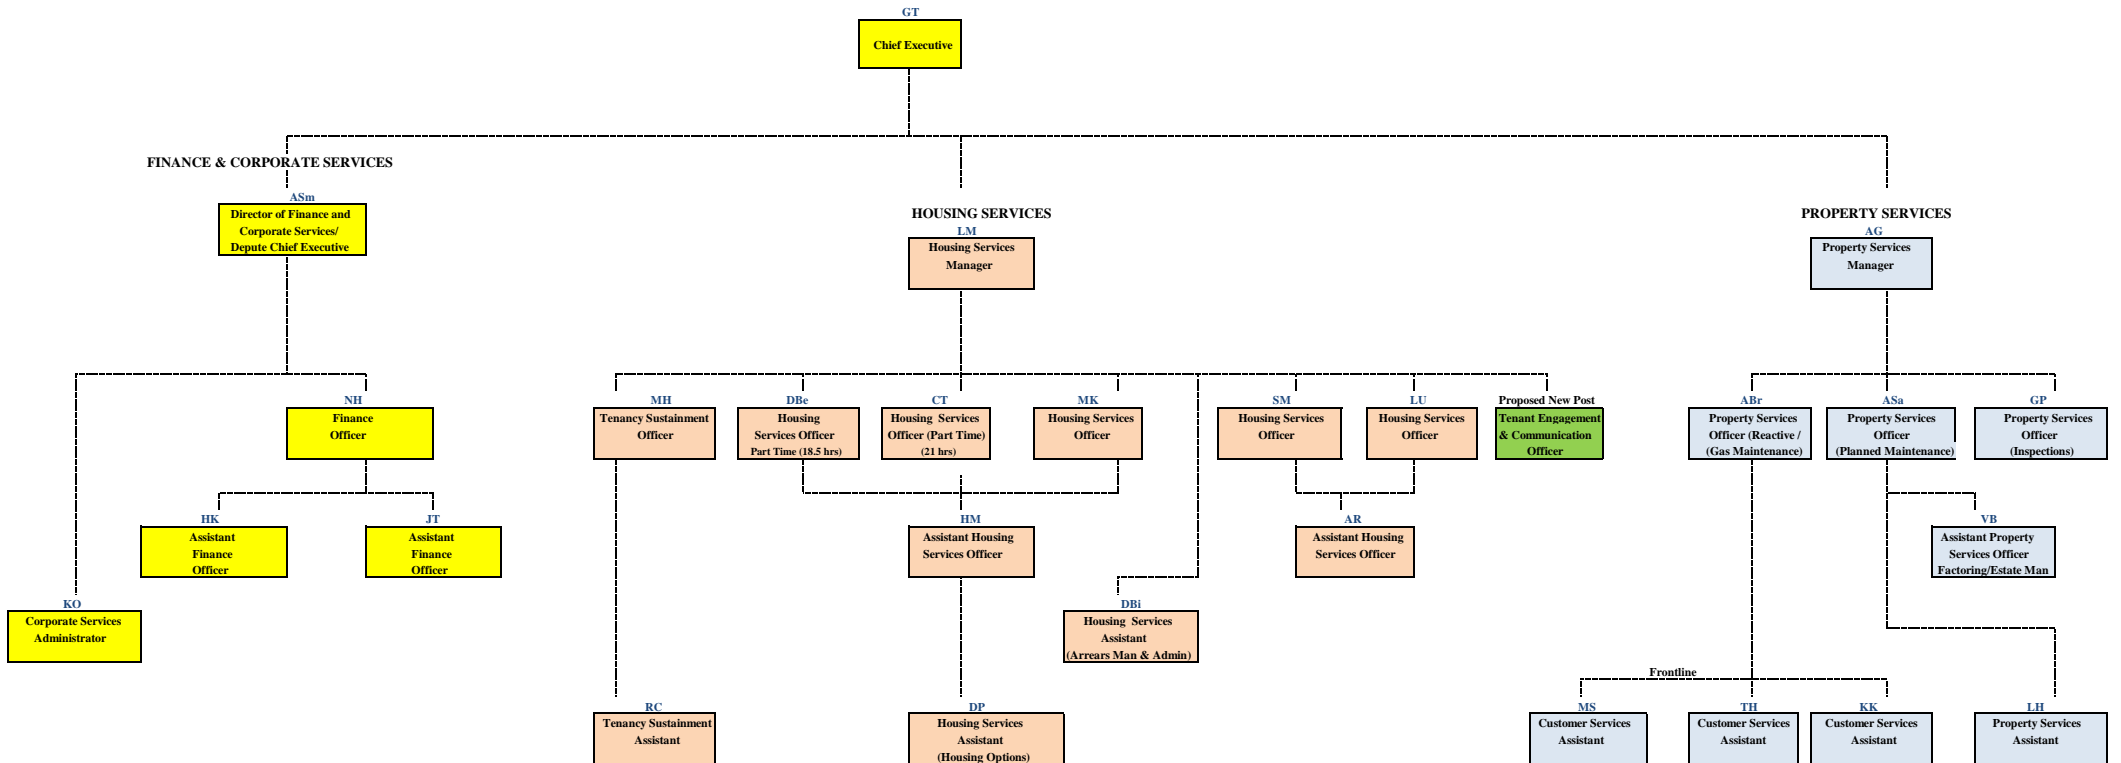 GT
Chief Executive
FINANCE & CORPORATE SERVICES
ASm
Director of Finance and
Corporate Services/
Depute Chief Executive
HOUSING SERVICES
LM
Housing Services
Manager
PROPERTY SERVICES
AG
Property Services
Manager
NH
Finance
Officer
MH
Tenancy Sustainment
Officer
DBe
Housing
Services Officer
Part Time (18.5 hrs)
CT
Housing Services
Officer (Part Time)
(21 hrs)
MK
Housing Services
Officer
SM
Housing Services
Officer
LU
Housing Services
Officer
Proposed New Post
Tenant Engagement
& Communication
Officer
ABr
Property Services
Officer (Reactive /
(Gas Maintenance)
ASa
Property Services
Officer
(Planned Maintenance)
GP
Property Services
Officer
(Inspections)
HK
Assistant
Finance
Officer
JT
Assistant
Finance
Officer
HM
Assistant Housing
Services Officer
AR
Assistant Housing
Services Officer
VB
Assistant Property
Services Officer
Factoring/Estate Man
KO
Corporate Services
Administrator
DBi
Housing Services
Assistant
(Arrears Man & Admin)
Frontline
RC
Tenancy Sustainment
Assistant
DP
Housing Services
Assistant
(Housing Options)
MS
Customer Services
Assistant
TH
Customer Services
Assistant
KK
Customer Services
Assistant
LH
Property Services
Assistant